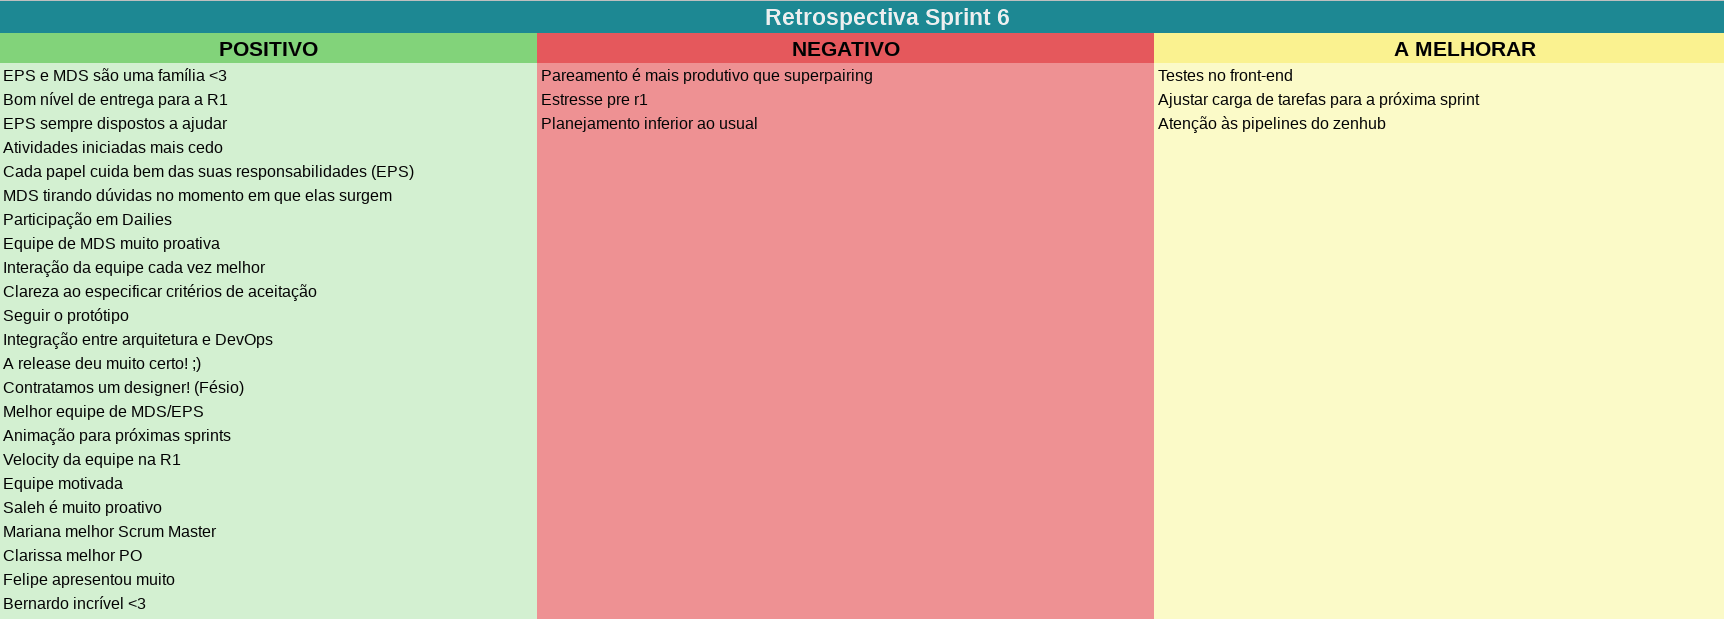 Retrospectiva Sprint 6
POSITIVO
EPS e MDS são uma família <3
Bom nível de entrega para a R1
EPS sempre dispostos a ajudar
Atividades iniciadas mais cedo
Cada papel cuida bem das suas responsabilidades (EPS)
MDS tirando dúvidas no momento em que elas surgem
Participação em Dailies
Equipe de MDS muito proativa
Interação da equipe cada vez melhor
Clareza ao especificar critérios de aceitação
Seguir o protótipo
Integração entre arquitetura e DevOps
A release deu muito certo! ;)
Contratamos um designer! (Fésio)
Melhor equipe de MDS/EPS
Animação para próximas sprints
Velocity da equipe na R1
Equipe motivada
Saleh é muito proativo
Mariana melhor Scrum Master
Clarissa melhor PO
Felipe apresentou muito
Bernardo incrível <3
NEGATIVO
Pareamento é mais produtivo que superpairing
Estresse pre r1
Planejamento inferior ao usual
A MELHORAR
Testes no front-end
Ajustar carga de tarefas para a próxima sprint
Atenção às pipelines do zenhub